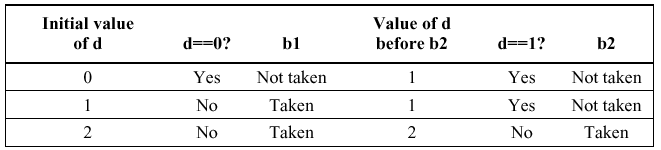 Initial value of d d==0? b1 Value of d before b2 d==1? b2
0 Yes Not taken 1 Yes Not taken
1 No Taken 1 Yes Not taken
2 No Taken 2 No Taken